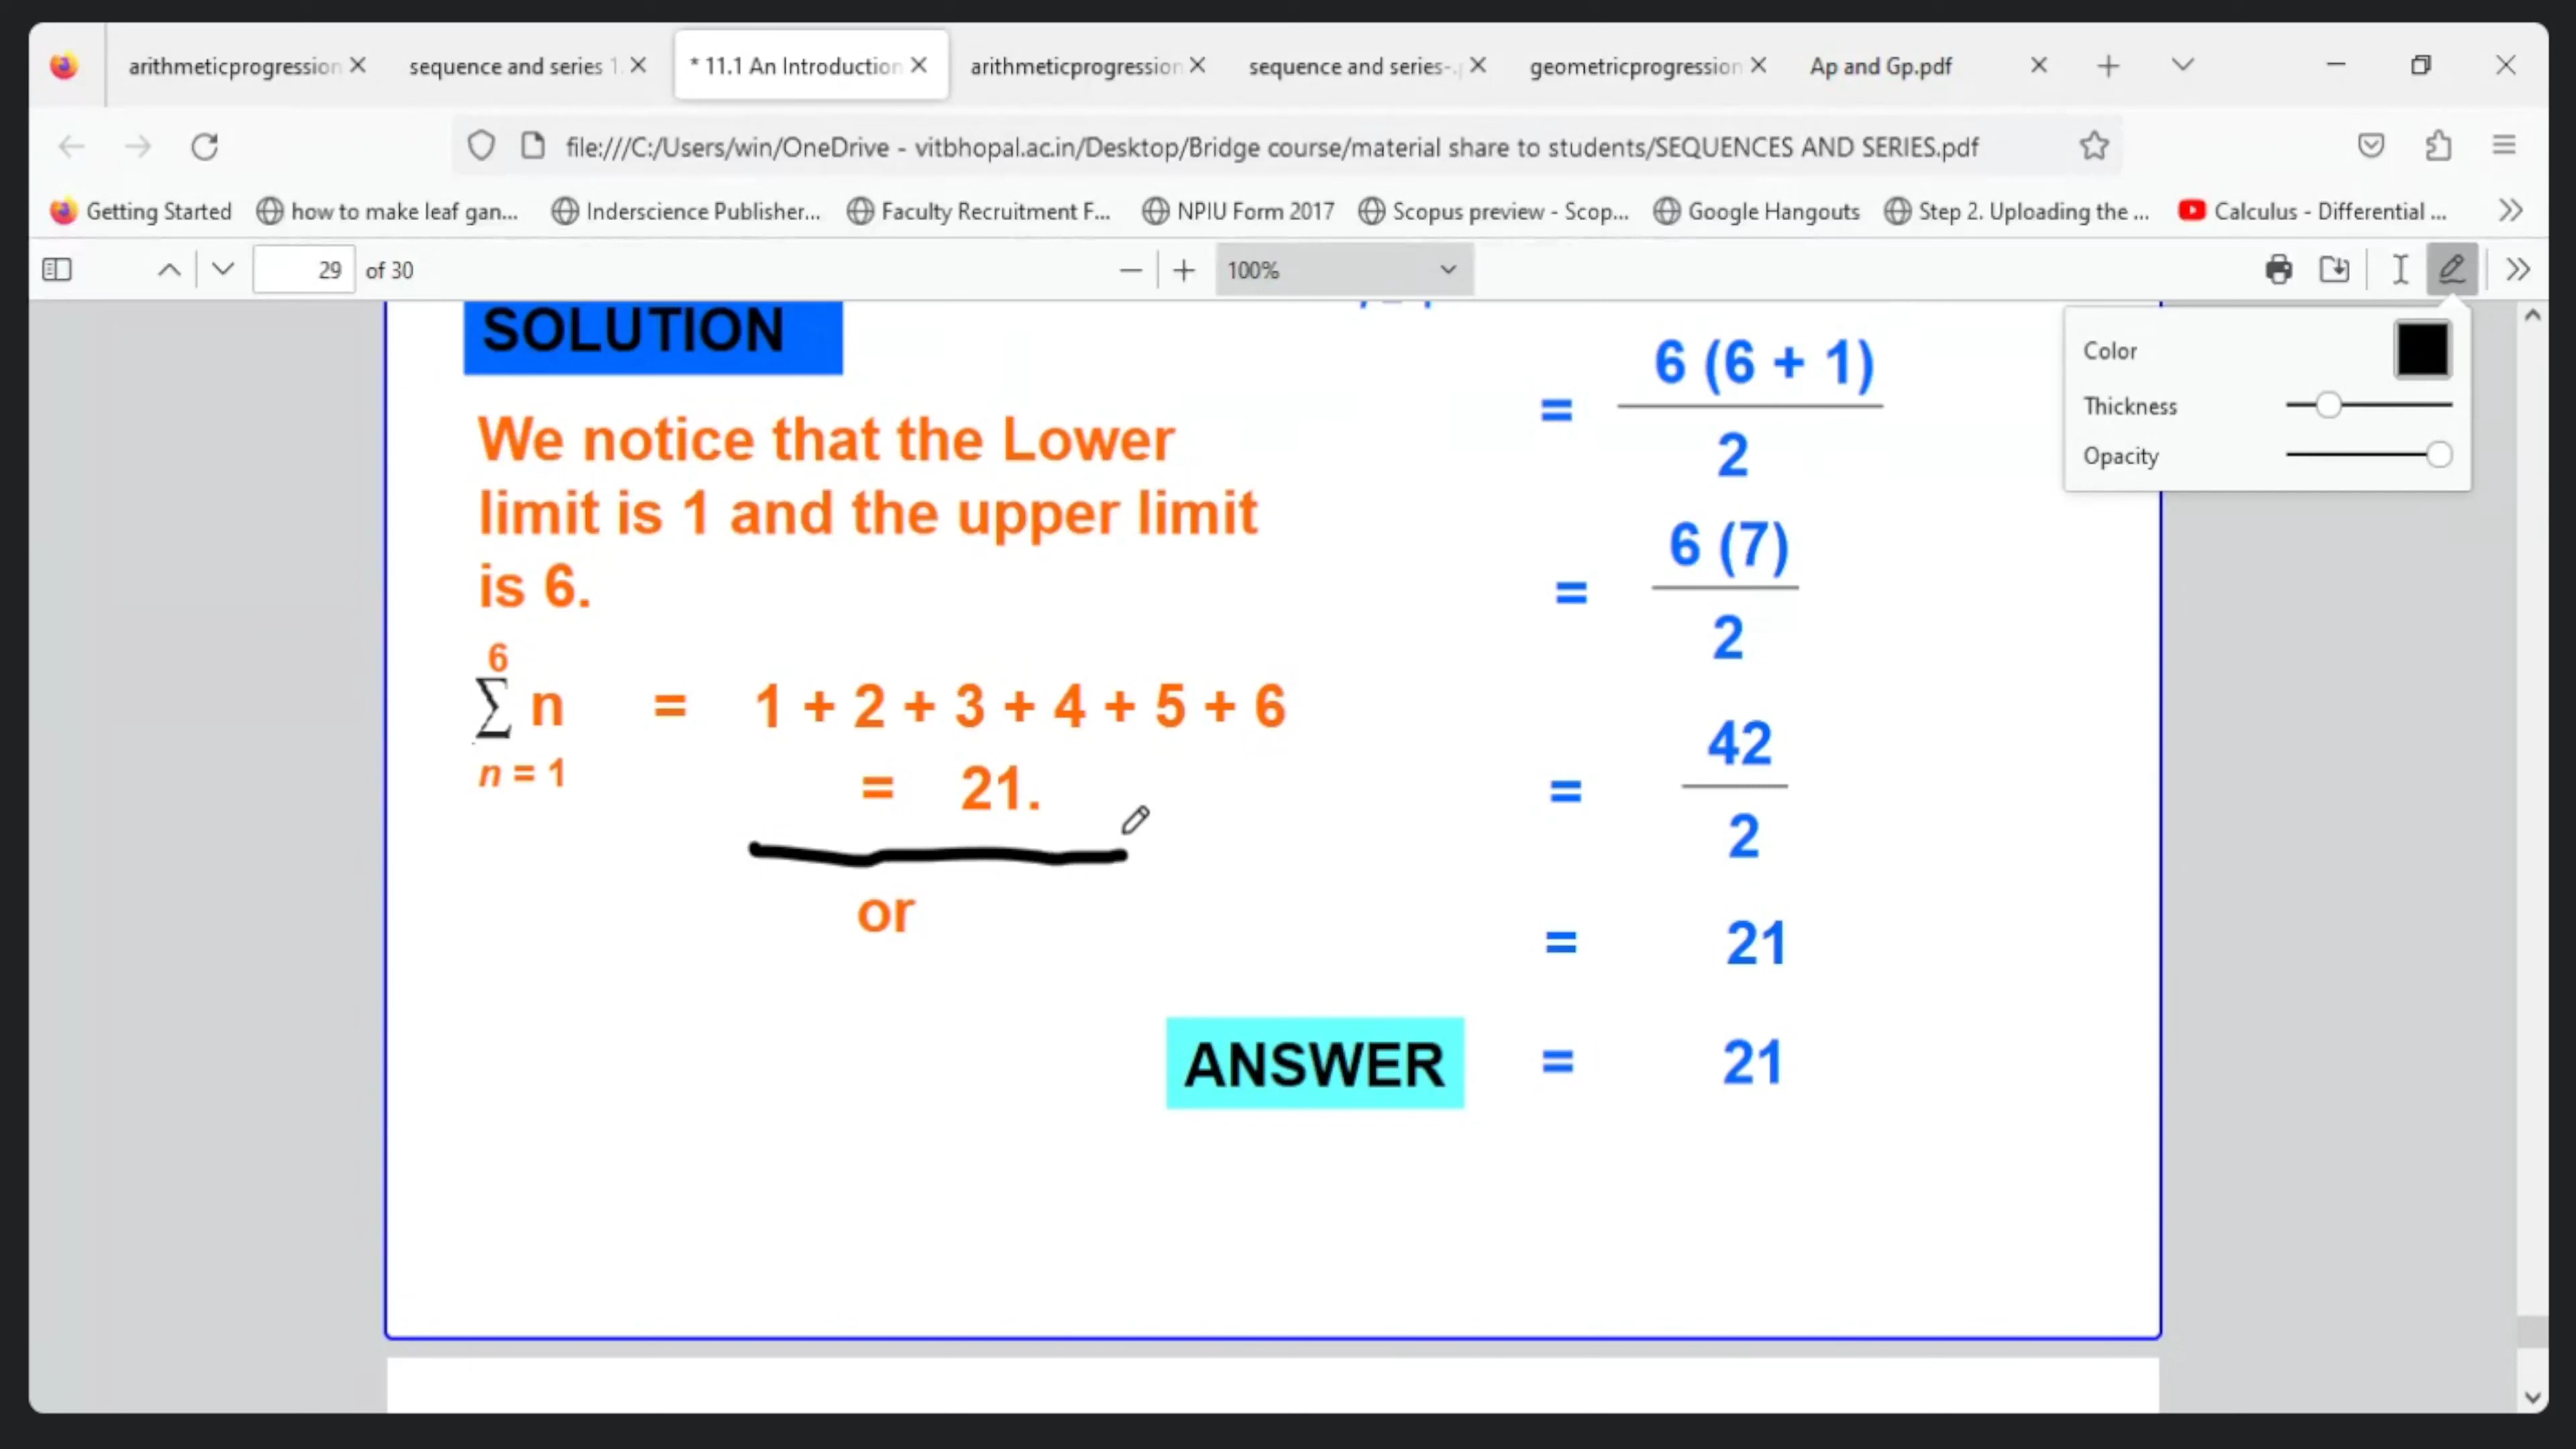 arithmeticprogression
sequence and series 1.
* 11.1 An Introduction
arithmeticprogression
sequence and series-.
geometricprogression
Ap and Gp.pdf
file:///C:/Users/win/OneDrive - vitbhopal.ac.in/Desktop/Bridge course/material share to students/SEQUENCES AND SERIES.pdf
Getting Started
how to make leaf gan...
Inderscience Publisher...
Faculty Recruitment F...
NPIU Form 2017
Scopus preview - Scop...
Google Hangouts
Step 2. Uploading the ...
Calculus - Differential ...
29 of 30
100%
Color
Thickness
Opacity
SOLUTION
We notice that the Lower
limit is 1 and the upper limit
is 6.
6
∑ n = 1 + 2 + 3 + 4 + 5 + 6
n = 1
= 21.
or
6 (6 + 1)
=
2
6 (7)
=
2
42
=
2
= 21
ANSWER = 21